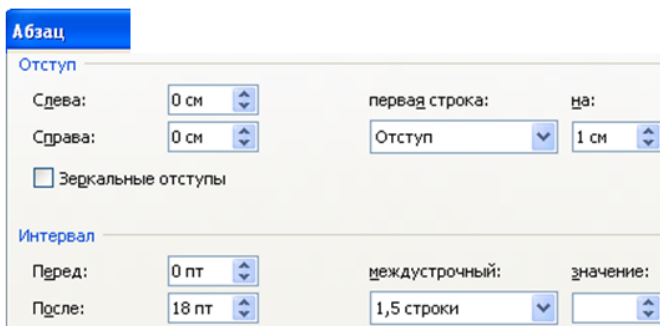 Абзац
Отступ
Слева: 0 см первая строка: на:
Справа: 0 см Отступ 1 см
Зеркальные отступы
Интервал
Перед: 0 пт междустрочный: значение:
После: 18 пт 1,5 строки